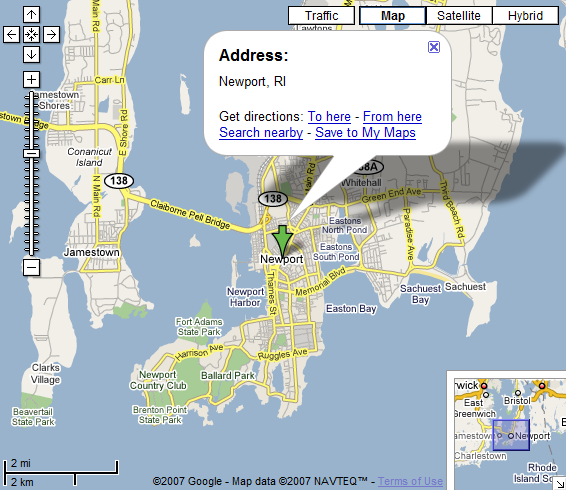 Traffic
Map
Satellite
Hybrid
Address:
Newport, RI
Get directions: To here - From here
Search nearby - Save to My Maps
Main Rd
Carr Ln
Jamestown Shores
E Shore Rd
Conanicut
Island
138
N Main Rd
Claiborne Pell Bridge
Jamestown
138
Whitehall
Green End Ave
Third Beach Rd
Paradise Ave
Eastons
North Pond
Eastons
South Pond
Newport
Memorial Blvd
Thames St
Newport
Harbor
Easton Bay
Sachuest
Bay
Sachuest
Fort Adams
State Park
Harrison Ave
Ruggles Ave
Newport
Country Club
Ballard Park
Brenton Point
State Park
Clarks
Village
Beavertail State Park
2 mi
2 km
©2007 Google - Map data ©2007 NAVTEQ™ - Terms of Use
rwick
East
Greenwich
Bristol
amestown
Newport
Charlestown
Rhode
Island So